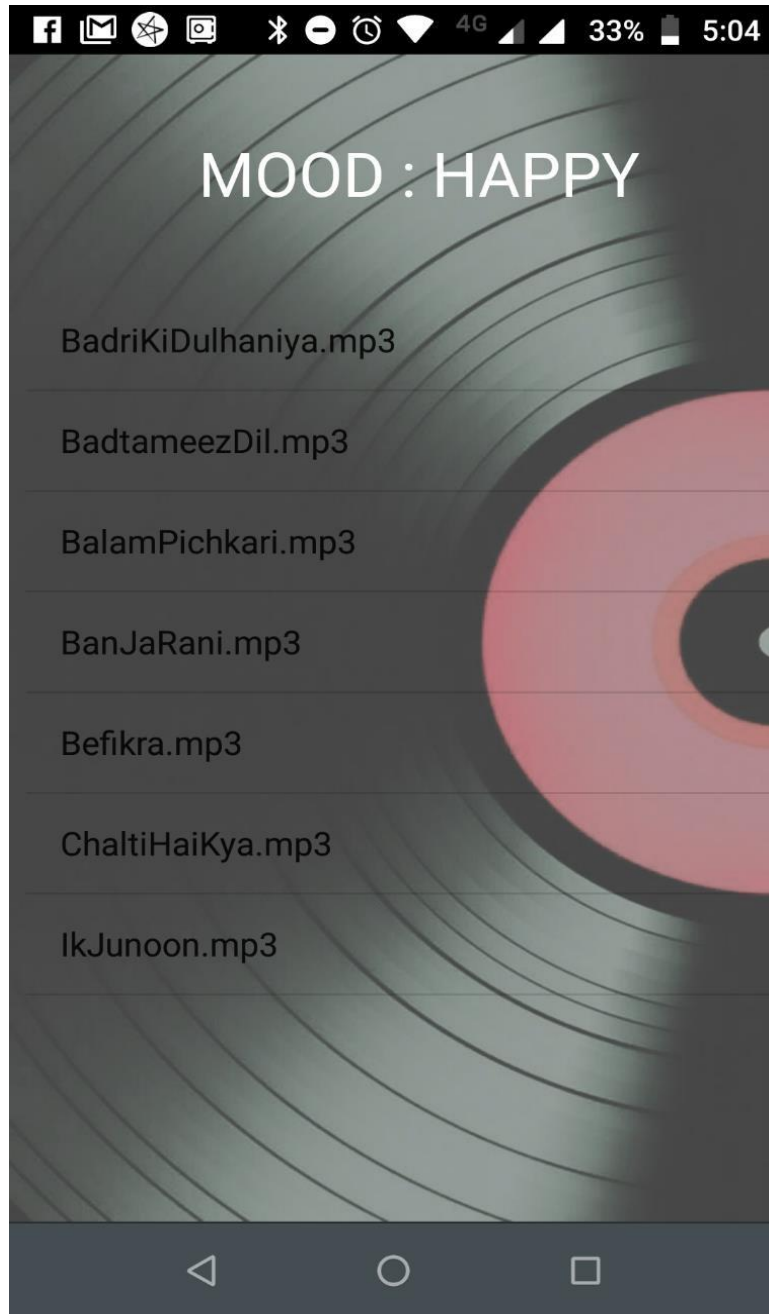 4G 33% 5:04
MOOD : HAPPY
BadriKiDulhaniya.mp3
BadtameezDil.mp3
BalamPichkari.mp3
BanJaRani.mp3
Befikra.mp3
ChaltiHaiKya.mp3
IkJunoon.mp3